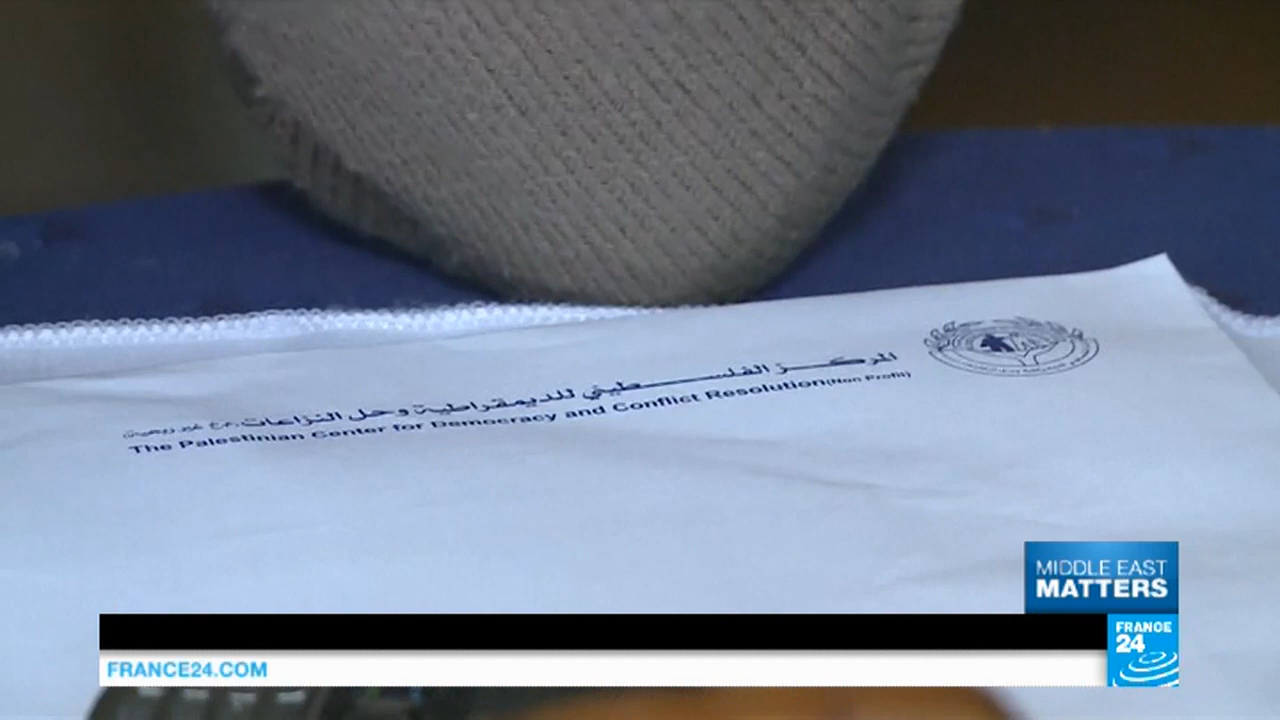 المركز الفلسطيني للديمقراطية وحل النزاعات
The Palestinian Center for Democracy and Conflict Resolution(Non Profit)
MIDDLE EAST
MATTERS
FRANCE
24
FRANCE24.COM